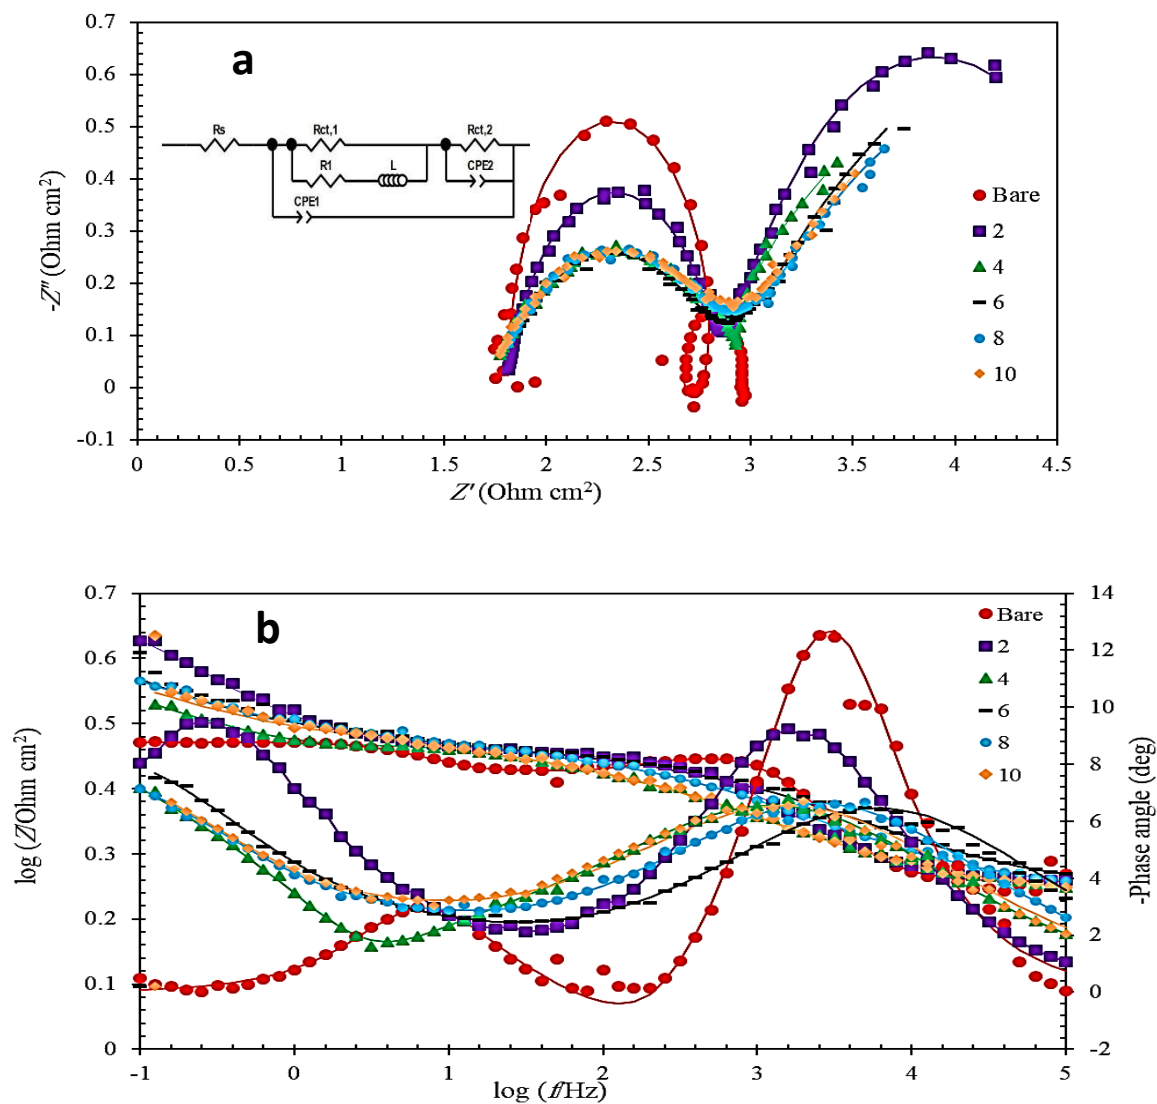 a
0.7
0.6
0.5
0.4
0.3
0.2
0.1
0
-0.1
-Z″ (Ohm cm2)
Rs
Rct,1
Rct,2
R1
L
CPE2
CPE1
Bare
2
4
6
8
10
0 0.5 1 1.5 2 2.5 3 3.5 4 4.5
Z′ (Ohm cm2)
b
0.7
0.6
0.5
0.4
0.3
0.2
0.1
0
log (Z/Ohm cm2)
14
12
10
8
6
4
2
0
-2
-Phase angle (deg)
Bare
2
4
6
8
10
-1 0 1 2 3 4 5
log (f/Hz)